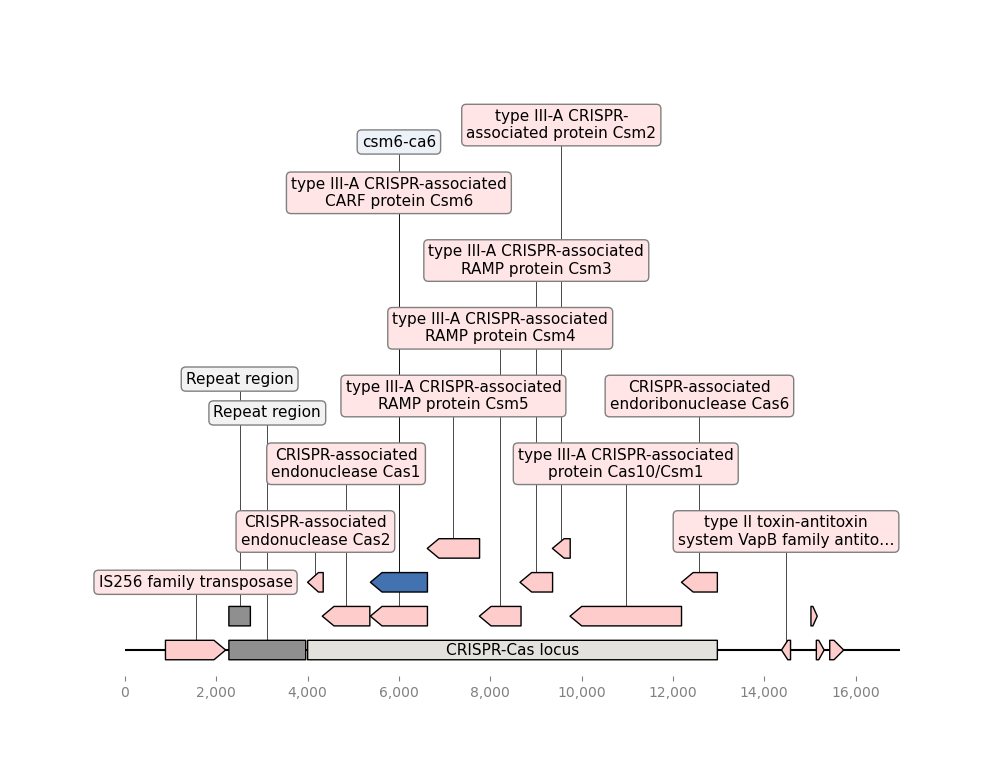 type III-A CRISPR-
associated protein Csm2
csm6-ca6
type III-A CRISPR-associated
CARF protein Csm6
type III-A CRISPR-associated
RAMP protein Csm3
type III-A CRISPR-associated
RAMP protein Csm4
Repeat region
type III-A CRISPR-associated
RAMP protein Csm5
CRISPR-associated
endoribonuclease Cas6
Repeat region
CRISPR-associated
endonuclease Cas1
type III-A CRISPR-associated
protein Cas10/Csm1
CRISPR-associated
endonuclease Cas2
type II toxin-antitoxin
system VapB family antito…
IS256 family transposase
CRISPR-Cas locus
0 2,000 4,000 6,000 8,000 10,000 12,000 14,000 16,000